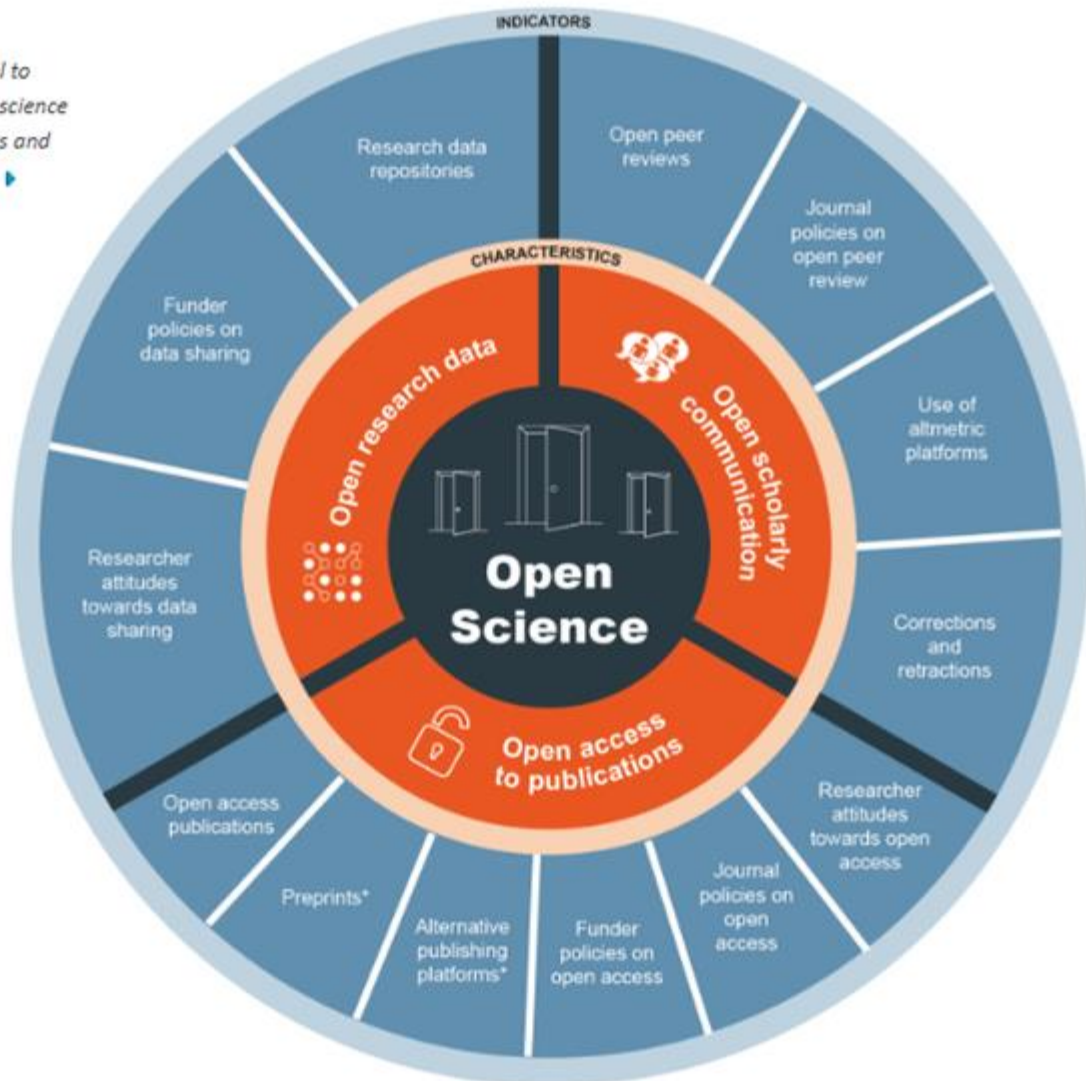 l to
science
s and
INDICATORS
Research data
repositories
Open peer
reviews
Journal
policies on
open peer
review
Funder
policies on
data sharing
CHARACTERISTICS
Open research data
Open scholarly
communication
Use of
altmetric
platforms
Open
Science
Researcher
attitudes
towards data
sharing
Corrections
and
retractions
Open access
to publications
Open access
publications
Preprints*
Alternative
publishing
platforms*
Funder
policies on
open access
Journal
policies on
open
access
Researcher
attitudes
towards open
access